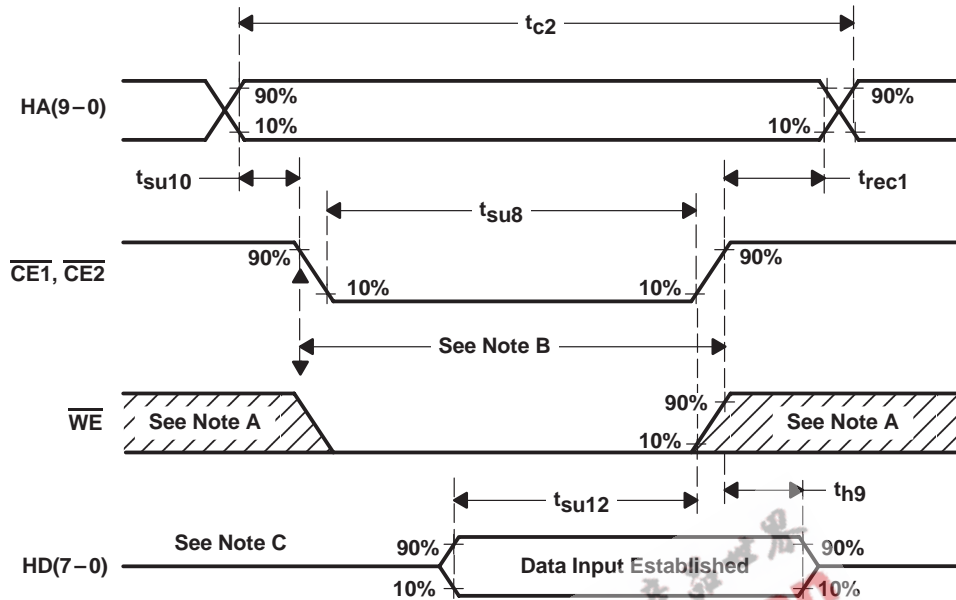 tc2
HA(9–0)
90%
10%
10%
90%
tsu10
trec1
tsu8
CE1, CE2
90%
10%
10%
90%
See Note B
WE
See Note A
90%
10%
See Note A
tsu12
th9
HD(7–0)
See Note C
90%
10%
Data Input Established
90%
10%